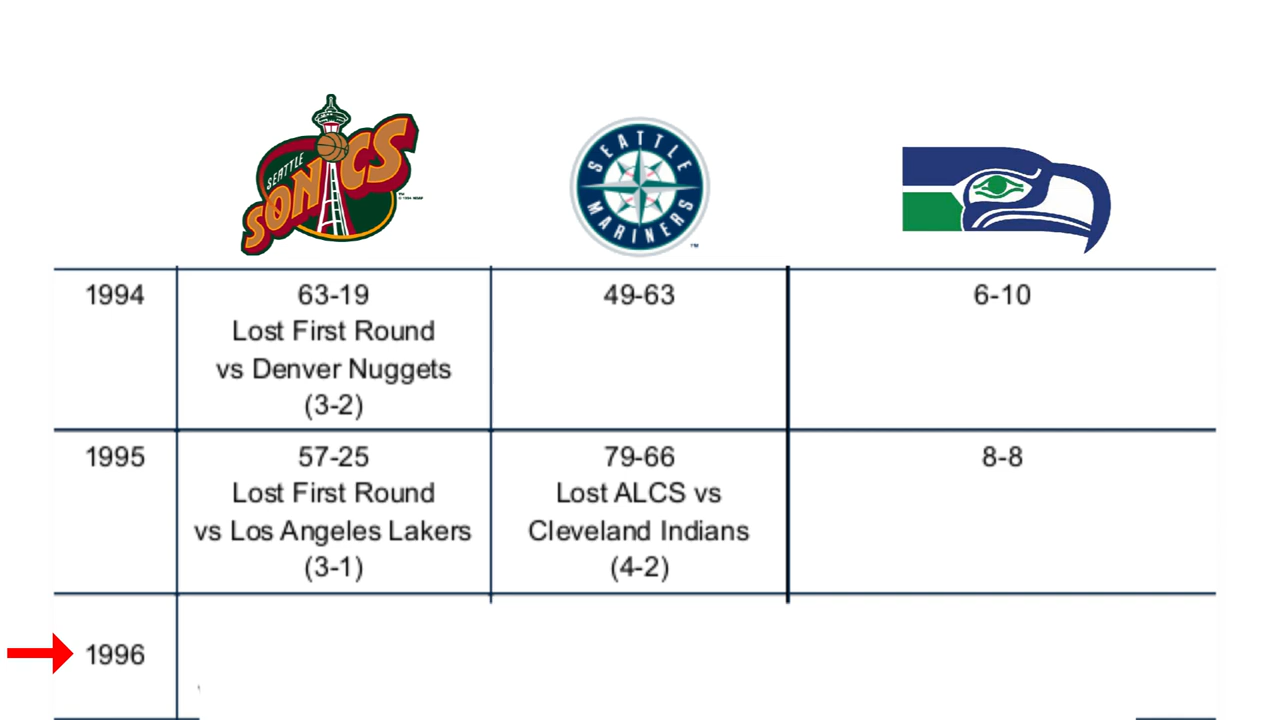 SEATTLE
SONICS
SEATTLE
MARINERS
TM
1994
63-19
Lost First Round
vs Denver Nuggets
(3-2)
49-63
6-10
1995
57-25
Lost First Round
vs Los Angeles Lakers
(3-1)
79-66
Lost ALCS vs
Cleveland Indians
(4-2)
8-8
1996